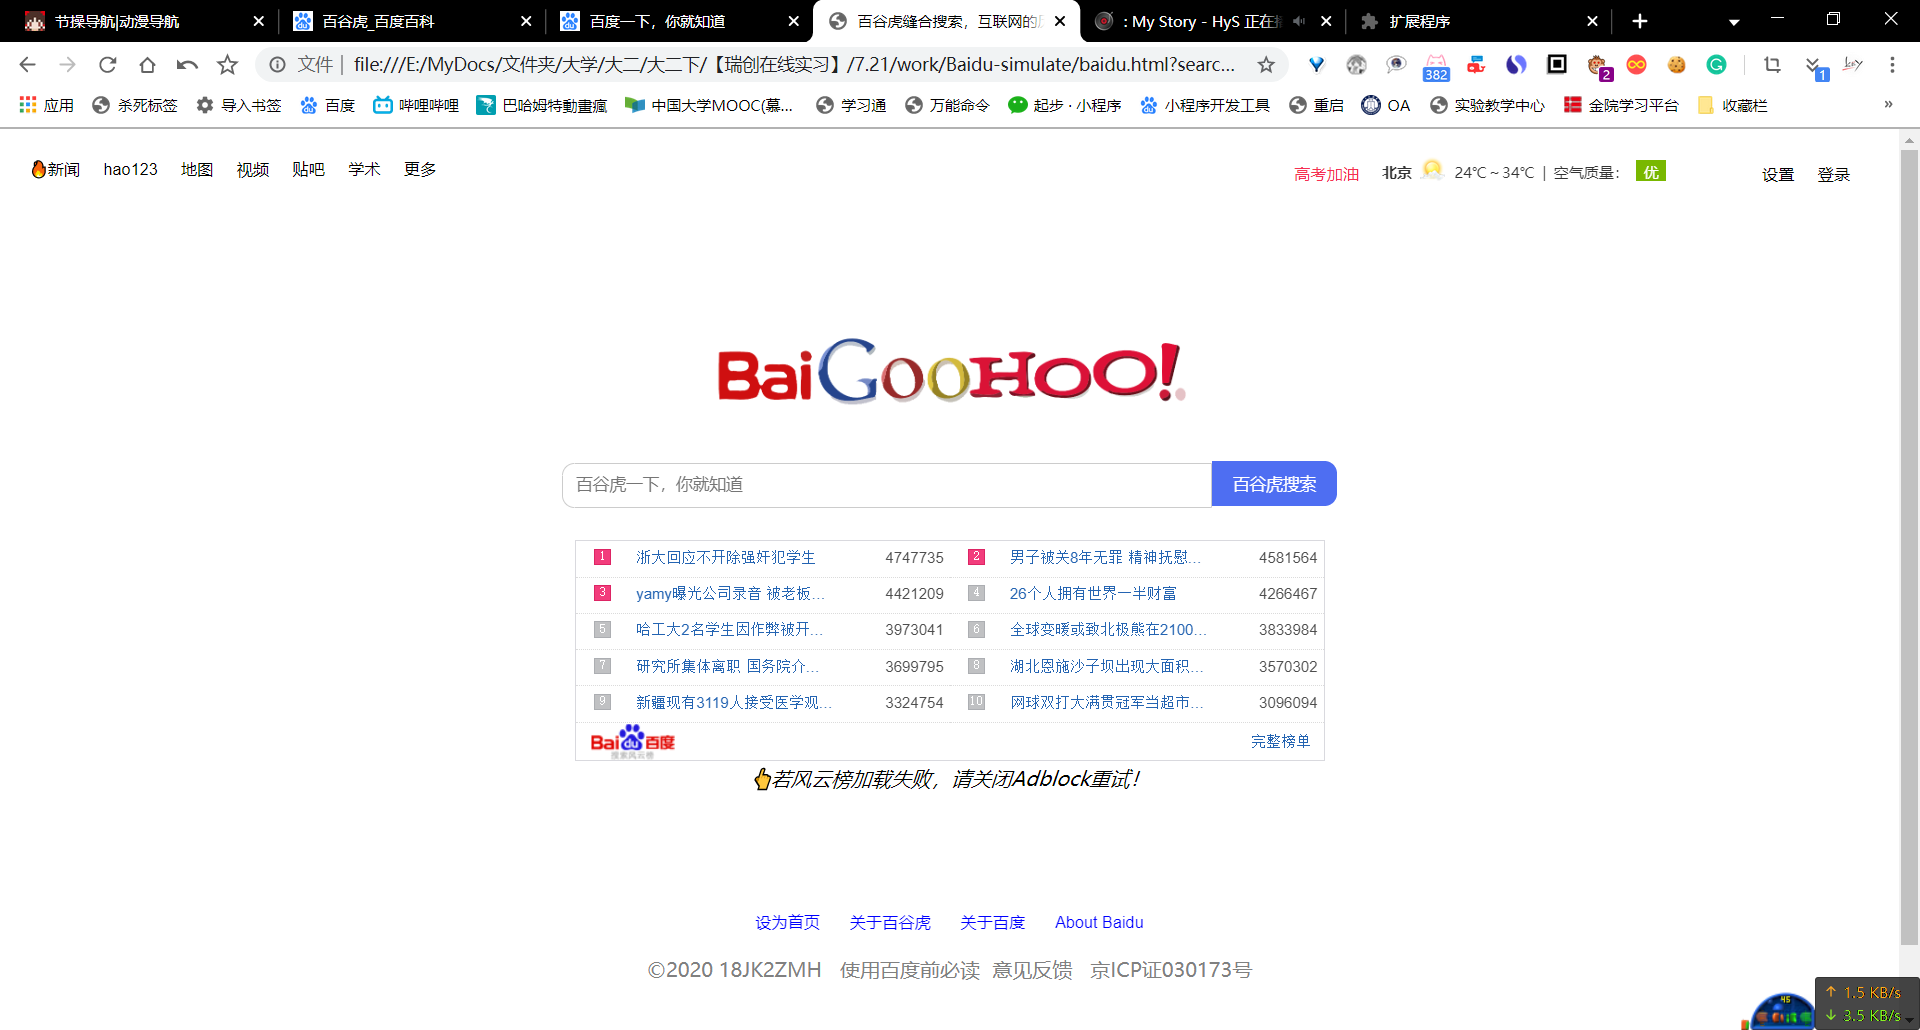 节操导航|动漫导航
百谷虎_百度百科
百度一下，你就知道
百谷虎缝合搜索，互联网的
: My Story - HyS 正在
扩展程序
文件 | file:///E:/MyDocs/文件夹/大学/大二/大二下/【瑞创在线实习】/7.21/work/Baidu-simulate/baidu.html?searc...
382
2
1
应用 杀死标签 导入书签 百度 哔哩哔哩 巴哈姆特動畫瘋 中国大学MOOC(慕... 学习通 万能命令 起步 · 小程序 小程序开发工具 重启 OA 实验教学中心 金院学习平台 收藏栏 »
新闻 hao123 地图 视频 贴吧 学术 更多
高考加油 北京 24℃ ~ 34℃ | 空气质量： 优 设置 登录
BaiGooHoo!
百谷虎一下，你就知道 百谷虎搜索
1 浙大回应不开除强奸犯学生 4747735 2 男子被关8年无罪 精神抚慰... 4581564
3 yamy曝光公司录音 被老板... 4421209 4 26个人拥有世界一半财富 4266467
5 哈工大2名学生因作弊被开... 3973041 6 全球变暖或致北极熊在2100... 3833984
7 研究所集体离职 国务院介... 3699795 8 湖北恩施沙子坝出现大面积... 3570302
9 新疆现有3119人接受医学观... 3324754 10 网球双打大满贯冠军当超市... 3096094
Bai du 百度 搜索风云榜 完整榜单
若风云榜加载失败，请关闭Adblock重试！
设为首页 关于百谷虎 关于百度 About Baidu
©2020 18JK2ZMH 使用百度前必读 意见反馈 京ICP证030173号
45
↑ 1.5 KB/s
↓ 3.5 KB/s